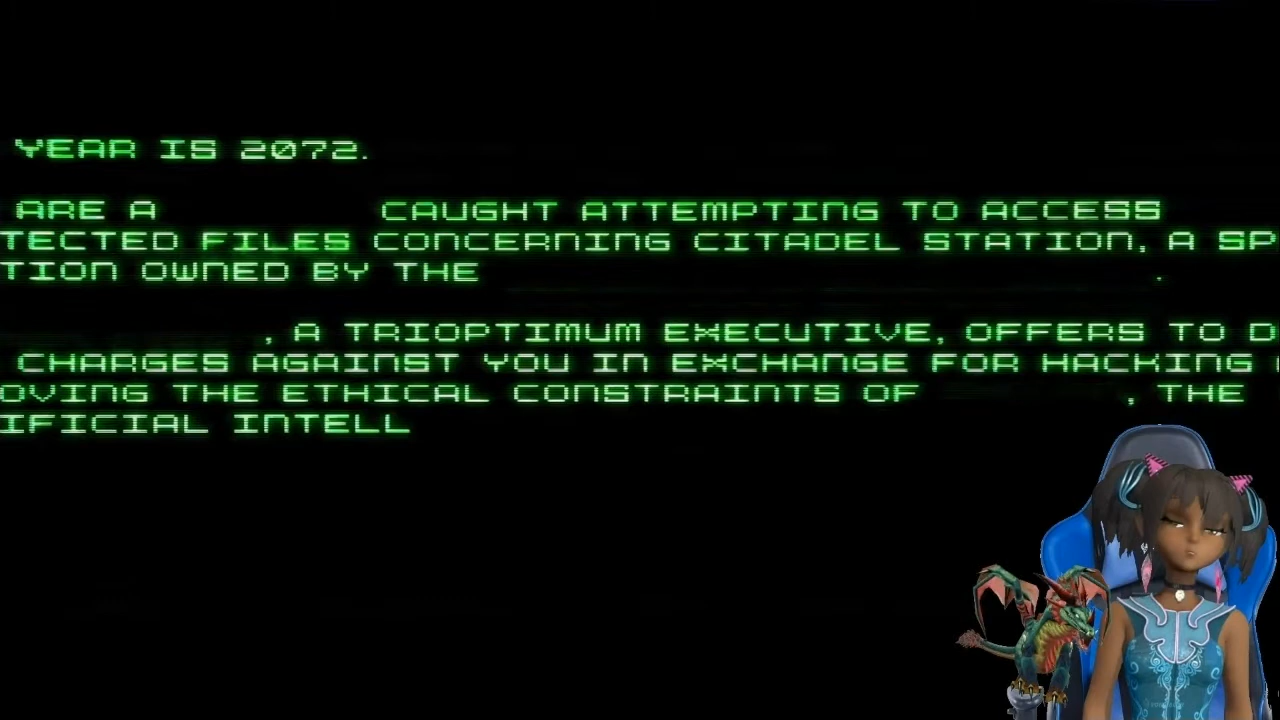 YEAR IS 2072.
ARE A CAUGHT ATTEMPTING TO ACCESS
TECTED FILES CONCERNING CITADEL STATION, A SP
TION OWNED BY THE .
, A TRIOPTIMUM EXECUTIVE, OFFERS TO D
CHARGES AGAINST YOU IN EXCHANGE FOR HACKING
OVING THE ETHICAL CONSTRAINTS OF , THE
IFICIAL INTELL